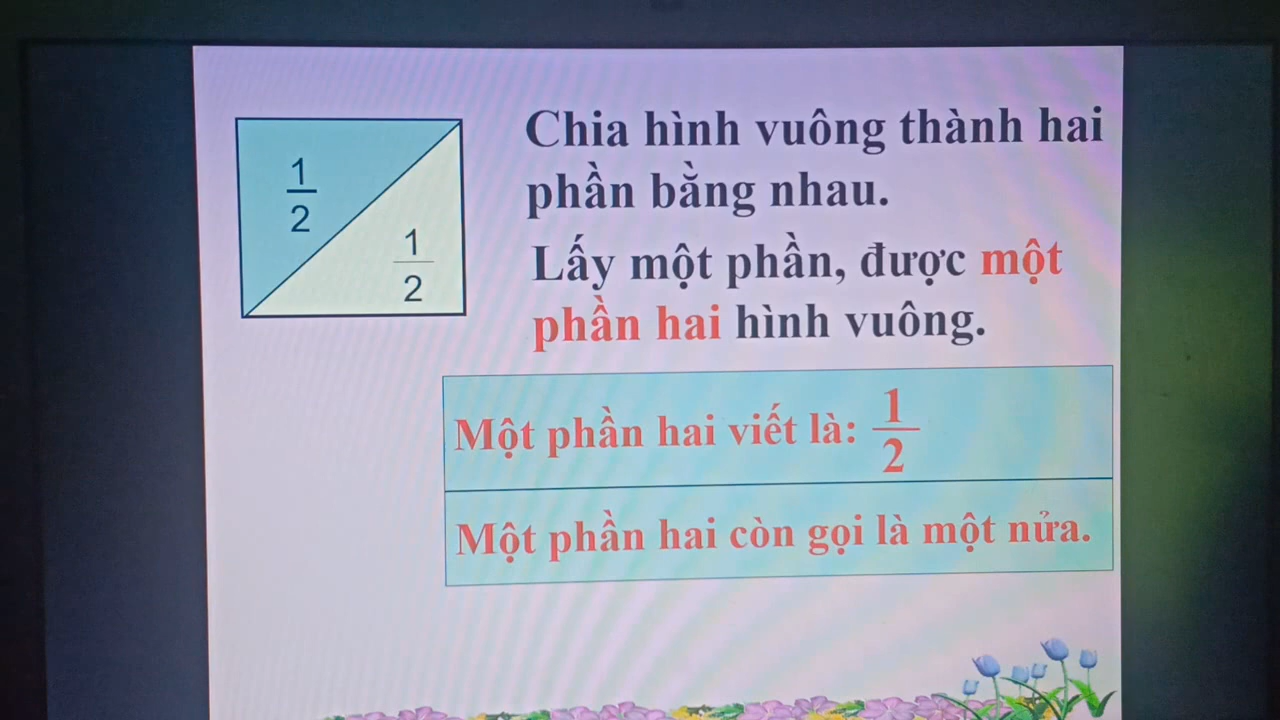 1
2
1
2
Chia hình vuông thành hai
phần bằng nhau.
Lấy một phần, được một
phần hai hình vuông.
Một phần hai viết là: 1/2
Một phần hai còn gọi là một nửa.